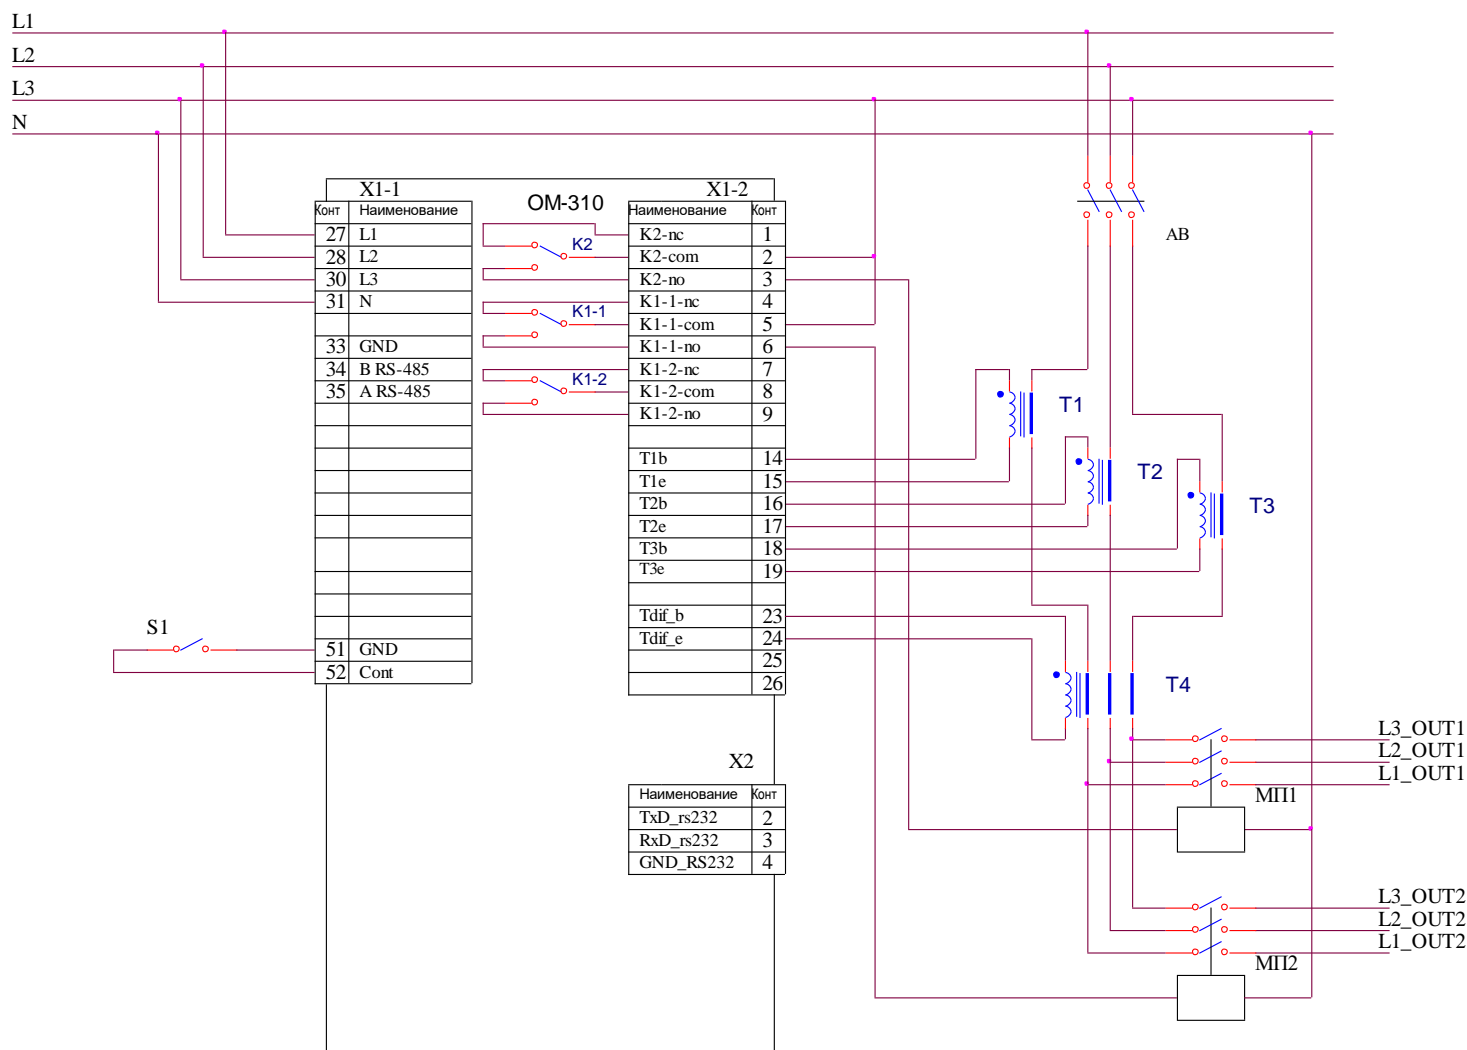 L1
L2
L3
N
X1-1
Конт Наименование
27 L1
28 L2
30 L3
31 N
33 GND
34 B RS-485
35 A RS-485
51 GND
52 Cont
S1
OM-310
K2
K1-1
K1-2
X1-2
Наименование Конт
K2-nc 1
K2-com 2
K2-no 3
K1-1-nc 4
K1-1-com 5
K1-1-no 6
K1-2-nc 7
K1-2-com 8
K1-2-no 9
T1b 14
T1e 15
T2b 16
T2e 17
T3b 18
T3e 19
Tdif_b 23
Tdif_e 24
25
26
X2
Наименование Конт
TxD_rs232 2
RxD_rs232 3
GND_RS232 4
АВ
T1
T2
T3
T4
L3_OUT1
L2_OUT1
L1_OUT1
МП1
L3_OUT2
L2_OUT2
L1_OUT2
МП2